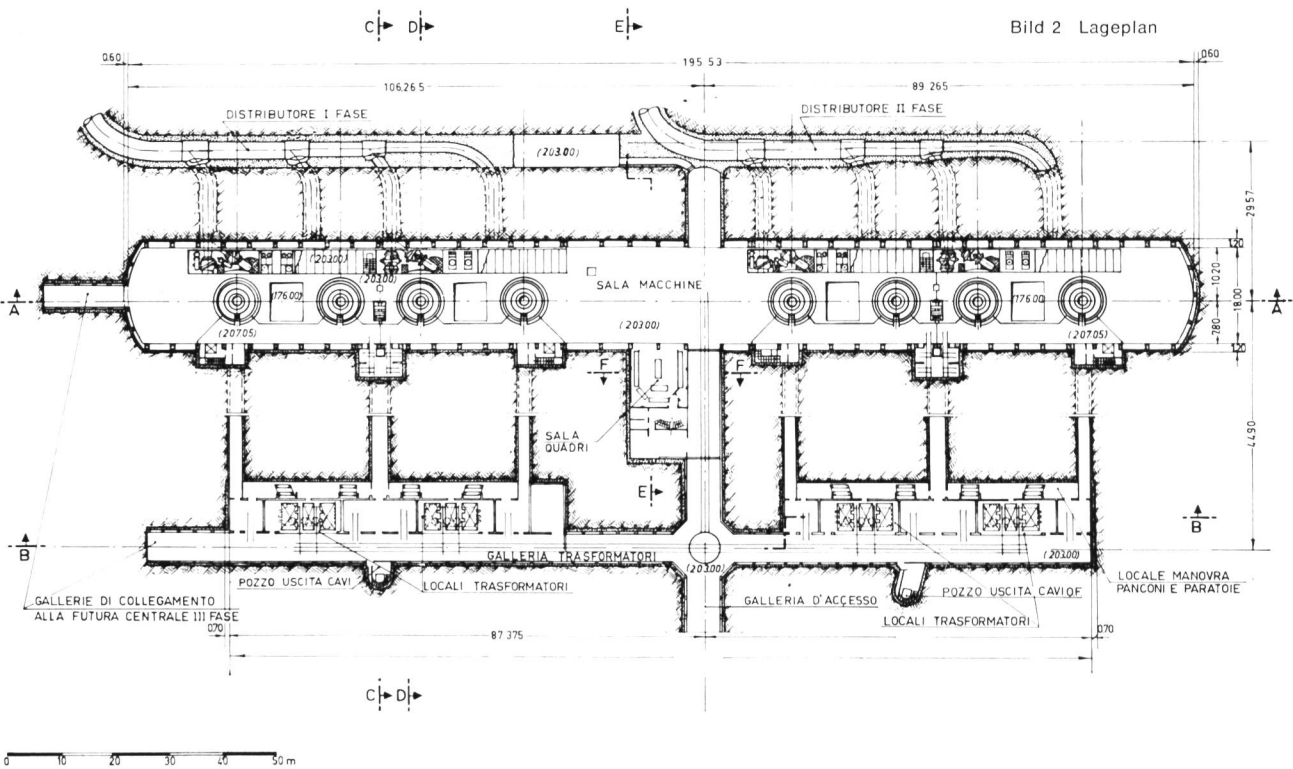 C D E Bild 2 Lageplan
0.60 195.53 0.60
106.265 89.265
DISTRIBUTORE I FASE DISTRIBUTORE II FASE
(203.00)
29.57
1.20
(203.00)
(203.00)
10.20
SALA MACCHINE
18.00
A (176.00) (176.00) A
(207.05) (203.00) (207.05)
7.80
1.20
F F
SALA
QUADRI
44.90
E
B B
GALLERIA TRASFORMATORI (203.00)
(203.00)
POZZO USCITA CAVI LOCALI TRASFORMATORI
LOCALE MANOVRA
PANCONI E PARATOIE
GALLERIE DI COLLEGAMENTO
ALLA FUTURA CENTRALE III FASE
GALLERIA D'ACCESSO POZZO USCITA CAVI OF
LOCALI TRASFORMATORI
0.70 87.375 0.70
C D
0 10 20 30 40 50 m